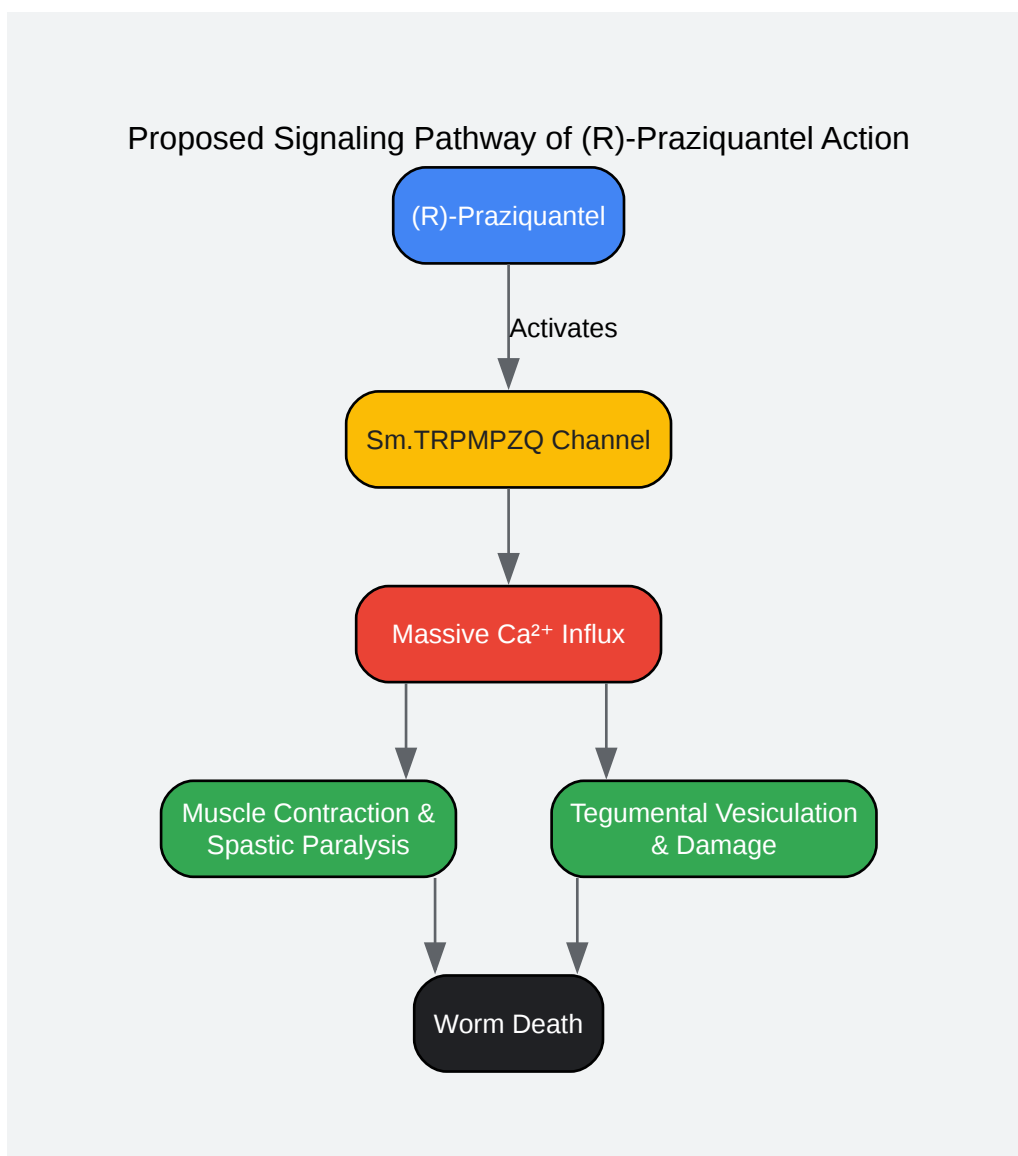 Proposed Signaling Pathway of (R)-Praziquantel Action
(R)-Praziquantel
Activates
Sm.TRPMPZQ Channel
Massive Ca²⁺ Influx
Muscle Contraction &
Spastic Paralysis
Tegumental Vesiculation
& Damage
Worm Death